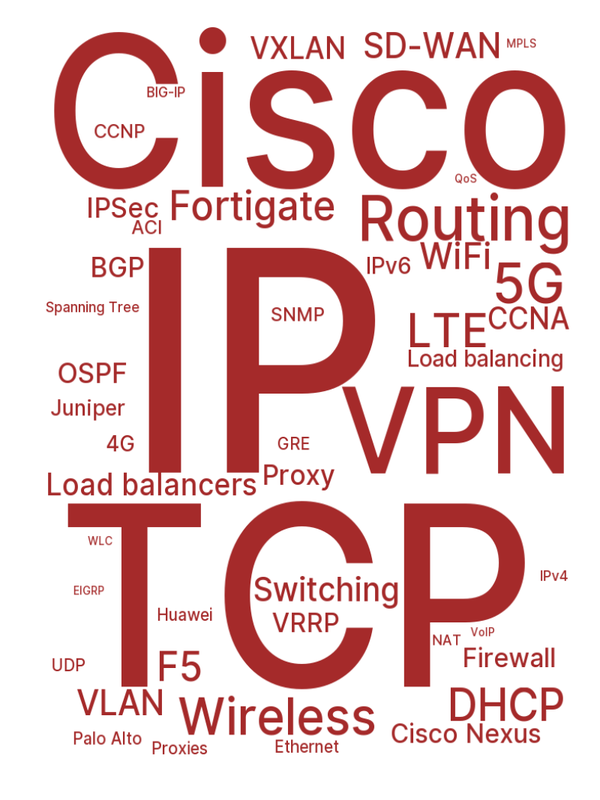 Cisco
VXLAN
SD-WAN
MPLS
BIG-IP
CCNP
QoS
IPSec
Fortigate
Routing
ACI
WiFi
IP
BGP
IPv6
5G
Spanning Tree
SNMP
CCNA
LTE
Load balancing
OSPF
VPN
Juniper
4G
GRE
Proxy
Load balancers
TCP
WLC
IPv4
EIGRP
Switching
Huawei
VRRP
VoIP
NAT
Firewall
UDP
F5
VLAN
Wireless
DHCP
Cisco Nexus
Palo Alto
Proxies
Ethernet